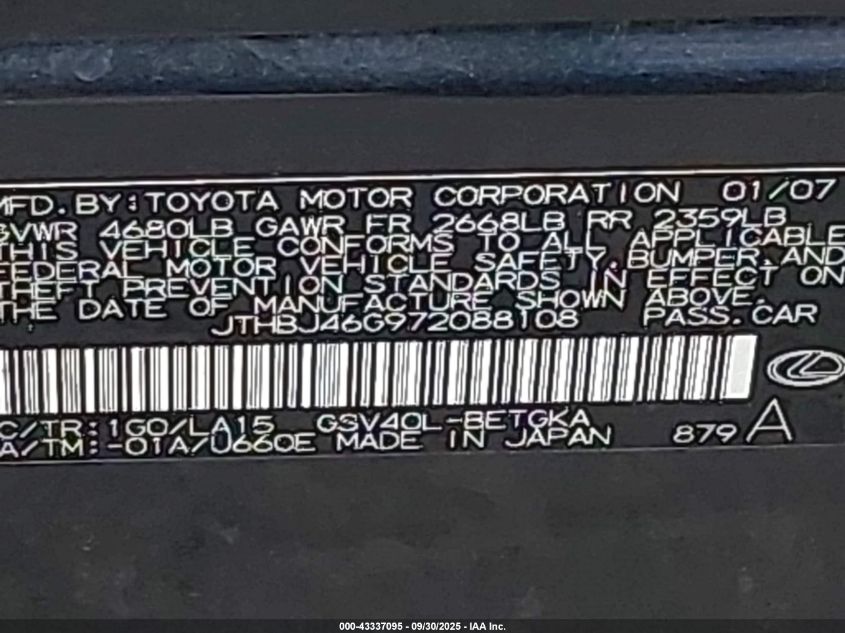 MFD. BY: TOYOTA MOTOR CORPORATION 01/07
GVWR 4680LB GAWR FR 2668LB RR 2359LB
THIS VEHICLE CONFORMS TO ALL APPLICABLE
FEDERAL MOTOR VEHICLE SAFETY, BUMPER, AND
THEFT PREVENTION STANDARDS IN EFFECT ON
THE DATE OF MANUFACTURE SHOWN ABOVE.
JTHBJ46G972088108 PASS. CAR
C/TR: 1G0/LA15 GSV40L-BETGKA
A/TM: -01A/U660E MADE IN JAPAN 879 A
000-43337095 - 09/30/2025 - IAA Inc.